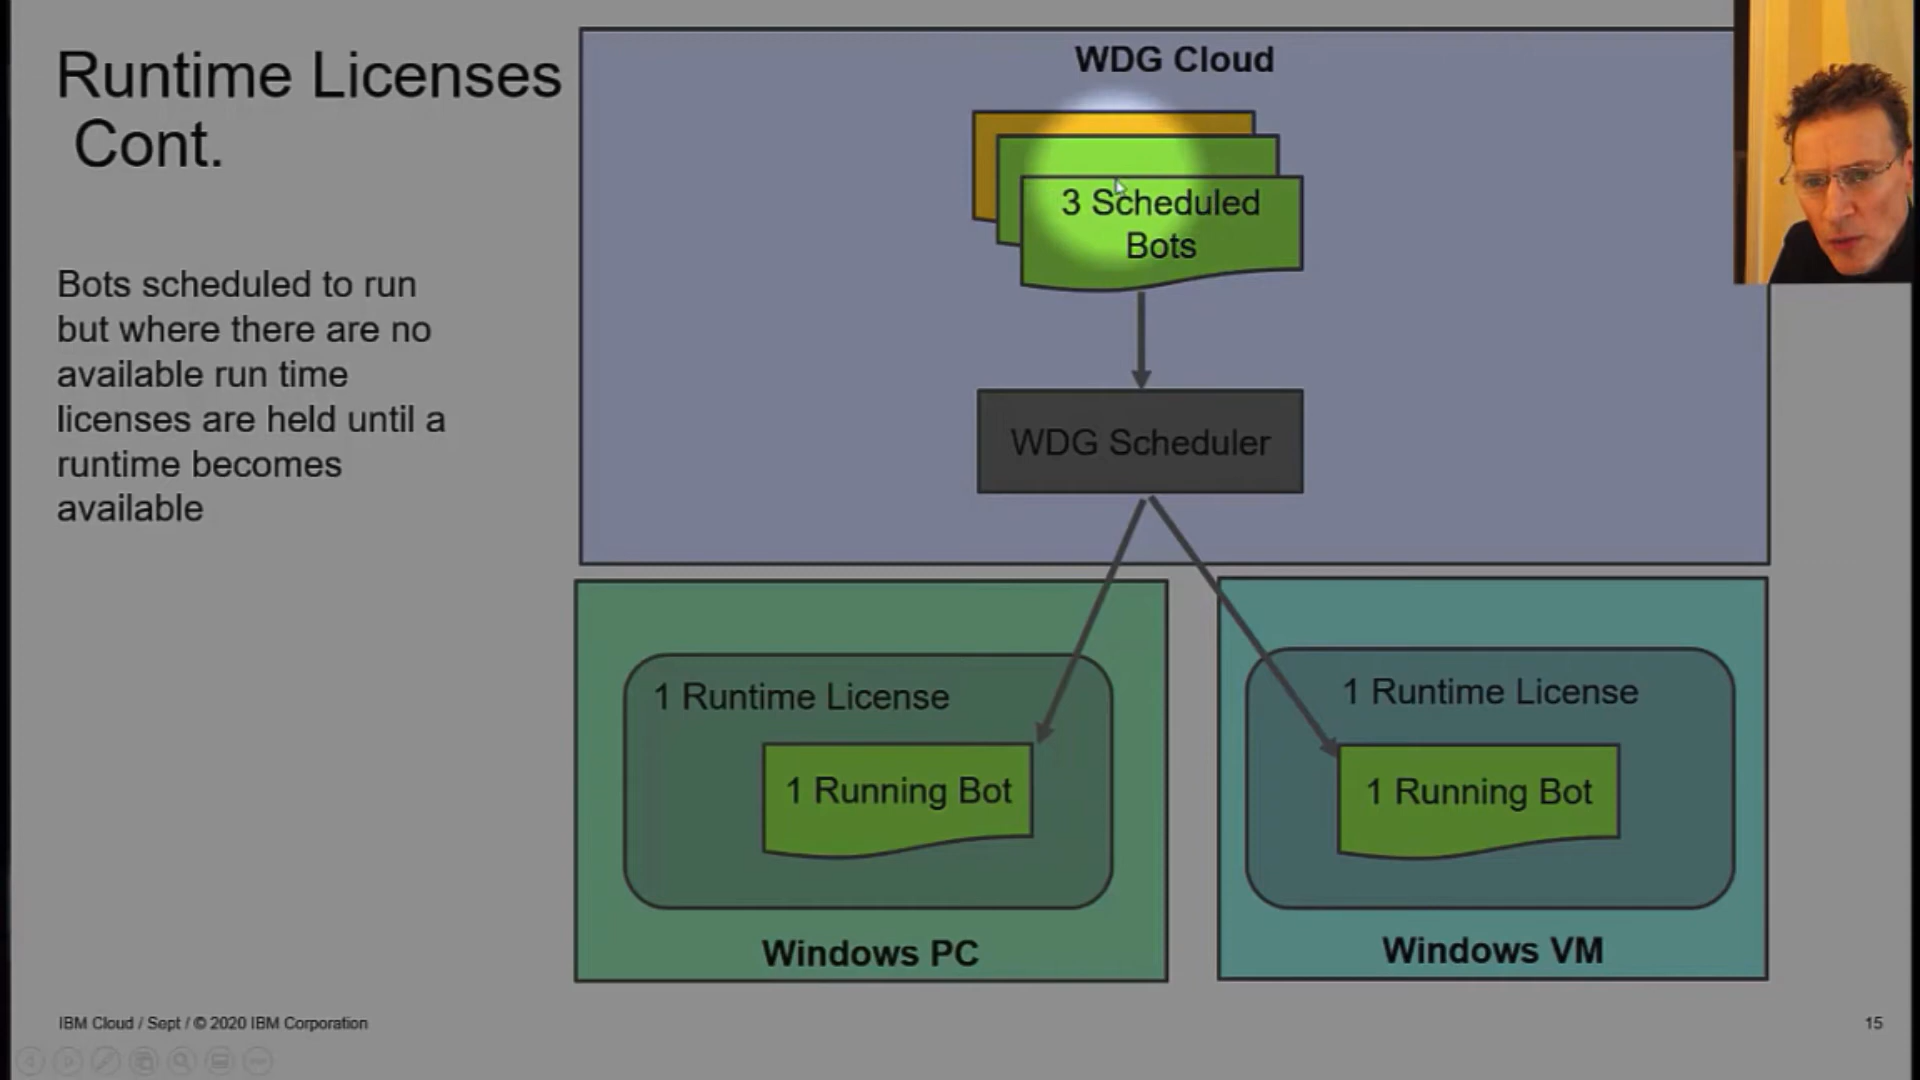 Runtime Licenses
Cont.
Bots scheduled to run
but where there are no
available run time
licenses are held until a
runtime becomes
available
WDG Cloud
3 Scheduled
Bots
WDG Scheduler
1 Runtime License
1 Running Bot
Windows PC
1 Runtime License
1 Running Bot
Windows VM
IBM Cloud / Sept / © 2020 IBM Corporation
15